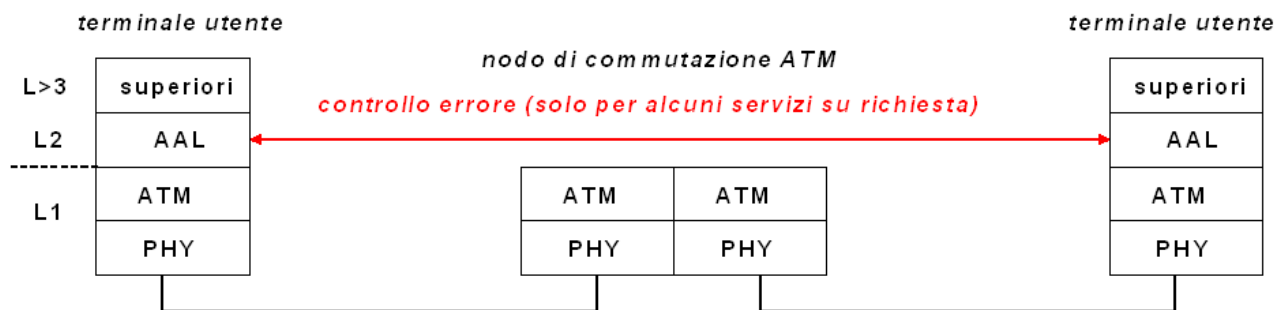 terminale utente
terminale utente
nodo di commutazione ATM
L>3
superiori
superiori
controllo errore (solo per alcuni servizi su richiesta)
L2
AAL
AAL
L1
ATM
ATM
ATM
ATM
PHY
PHY
PHY
PHY